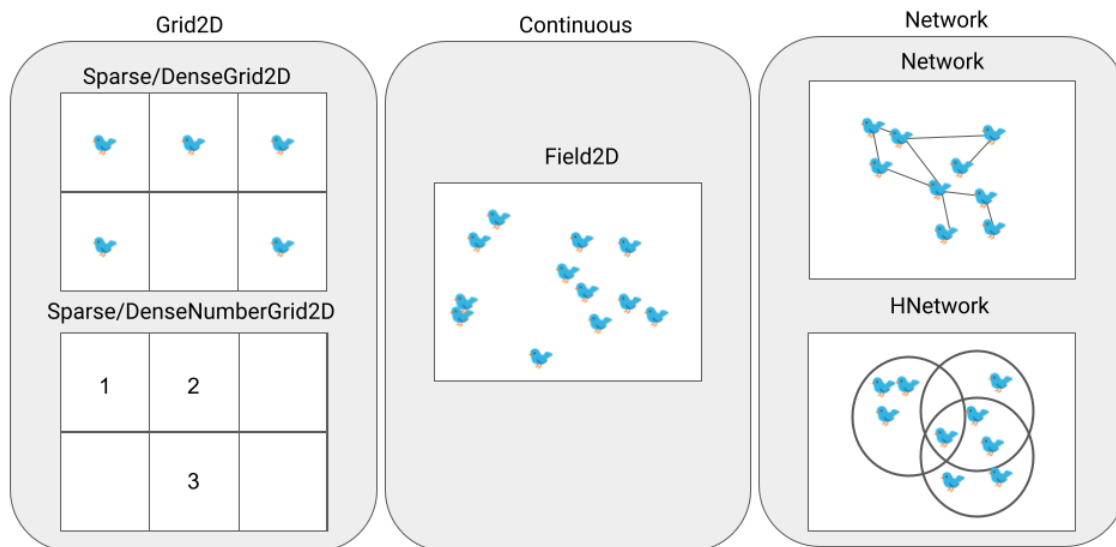 Grid2D
Sparse/DenseGrid2D
Sparse/DenseNumberGrid2D
1 2
3
Continuous
Field2D
Network
Network
HNetwork